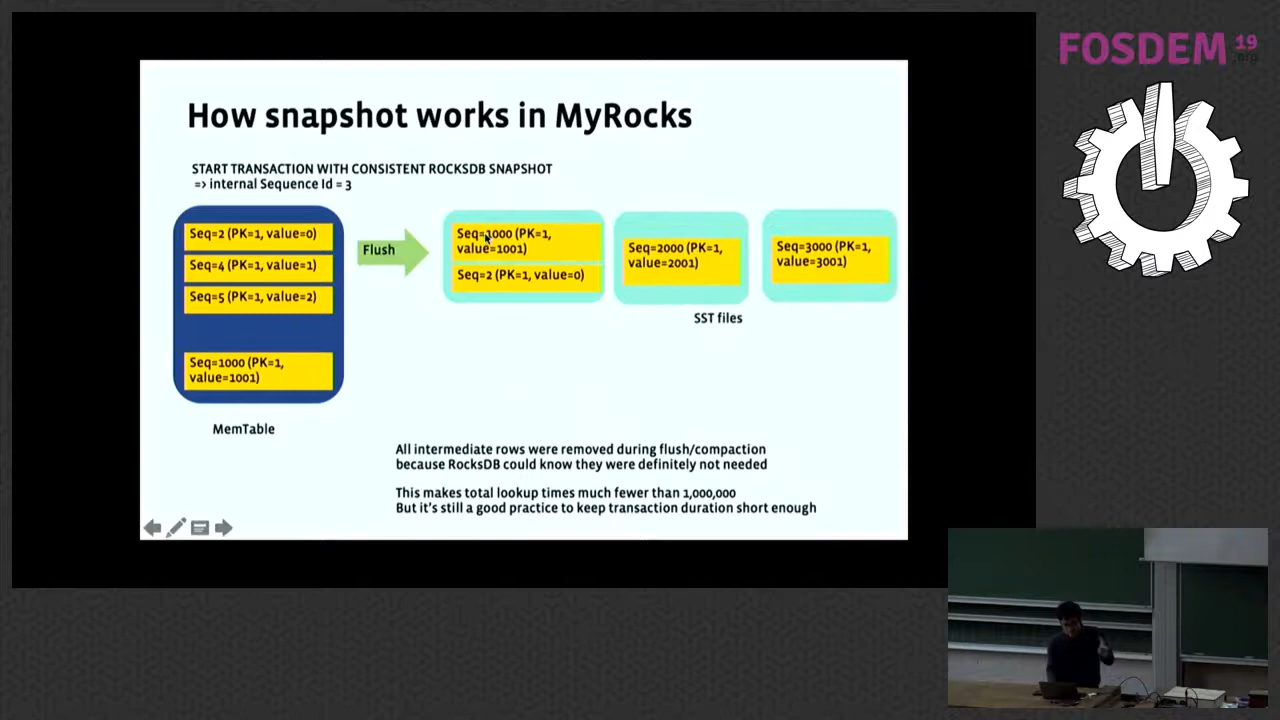 FOSDEM 19
.org
How snapshot works in MyRocks
START TRANSACTION WITH CONSISTENT ROCKSDB SNAPSHOT
=> internal Sequence Id = 3
Seq=2 (PK=1, value=0)
Seq=4 (PK=1, value=1)
Seq=5 (PK=1, value=2)
Seq=1000 (PK=1,
value=1001)
MemTable
Flush
Seq=1000 (PK=1,
value=1001)
Seq=2 (PK=1, value=0)
Seq=2000 (PK=1,
value=2001)
Seq=3000 (PK=1,
value=3001)
SST files
All intermediate rows were removed during flush/compaction
because RocksDB could know they were definitely not needed
This makes total lookup times much fewer than 1,000,000
But it's still a good practice to keep transaction duration short enough